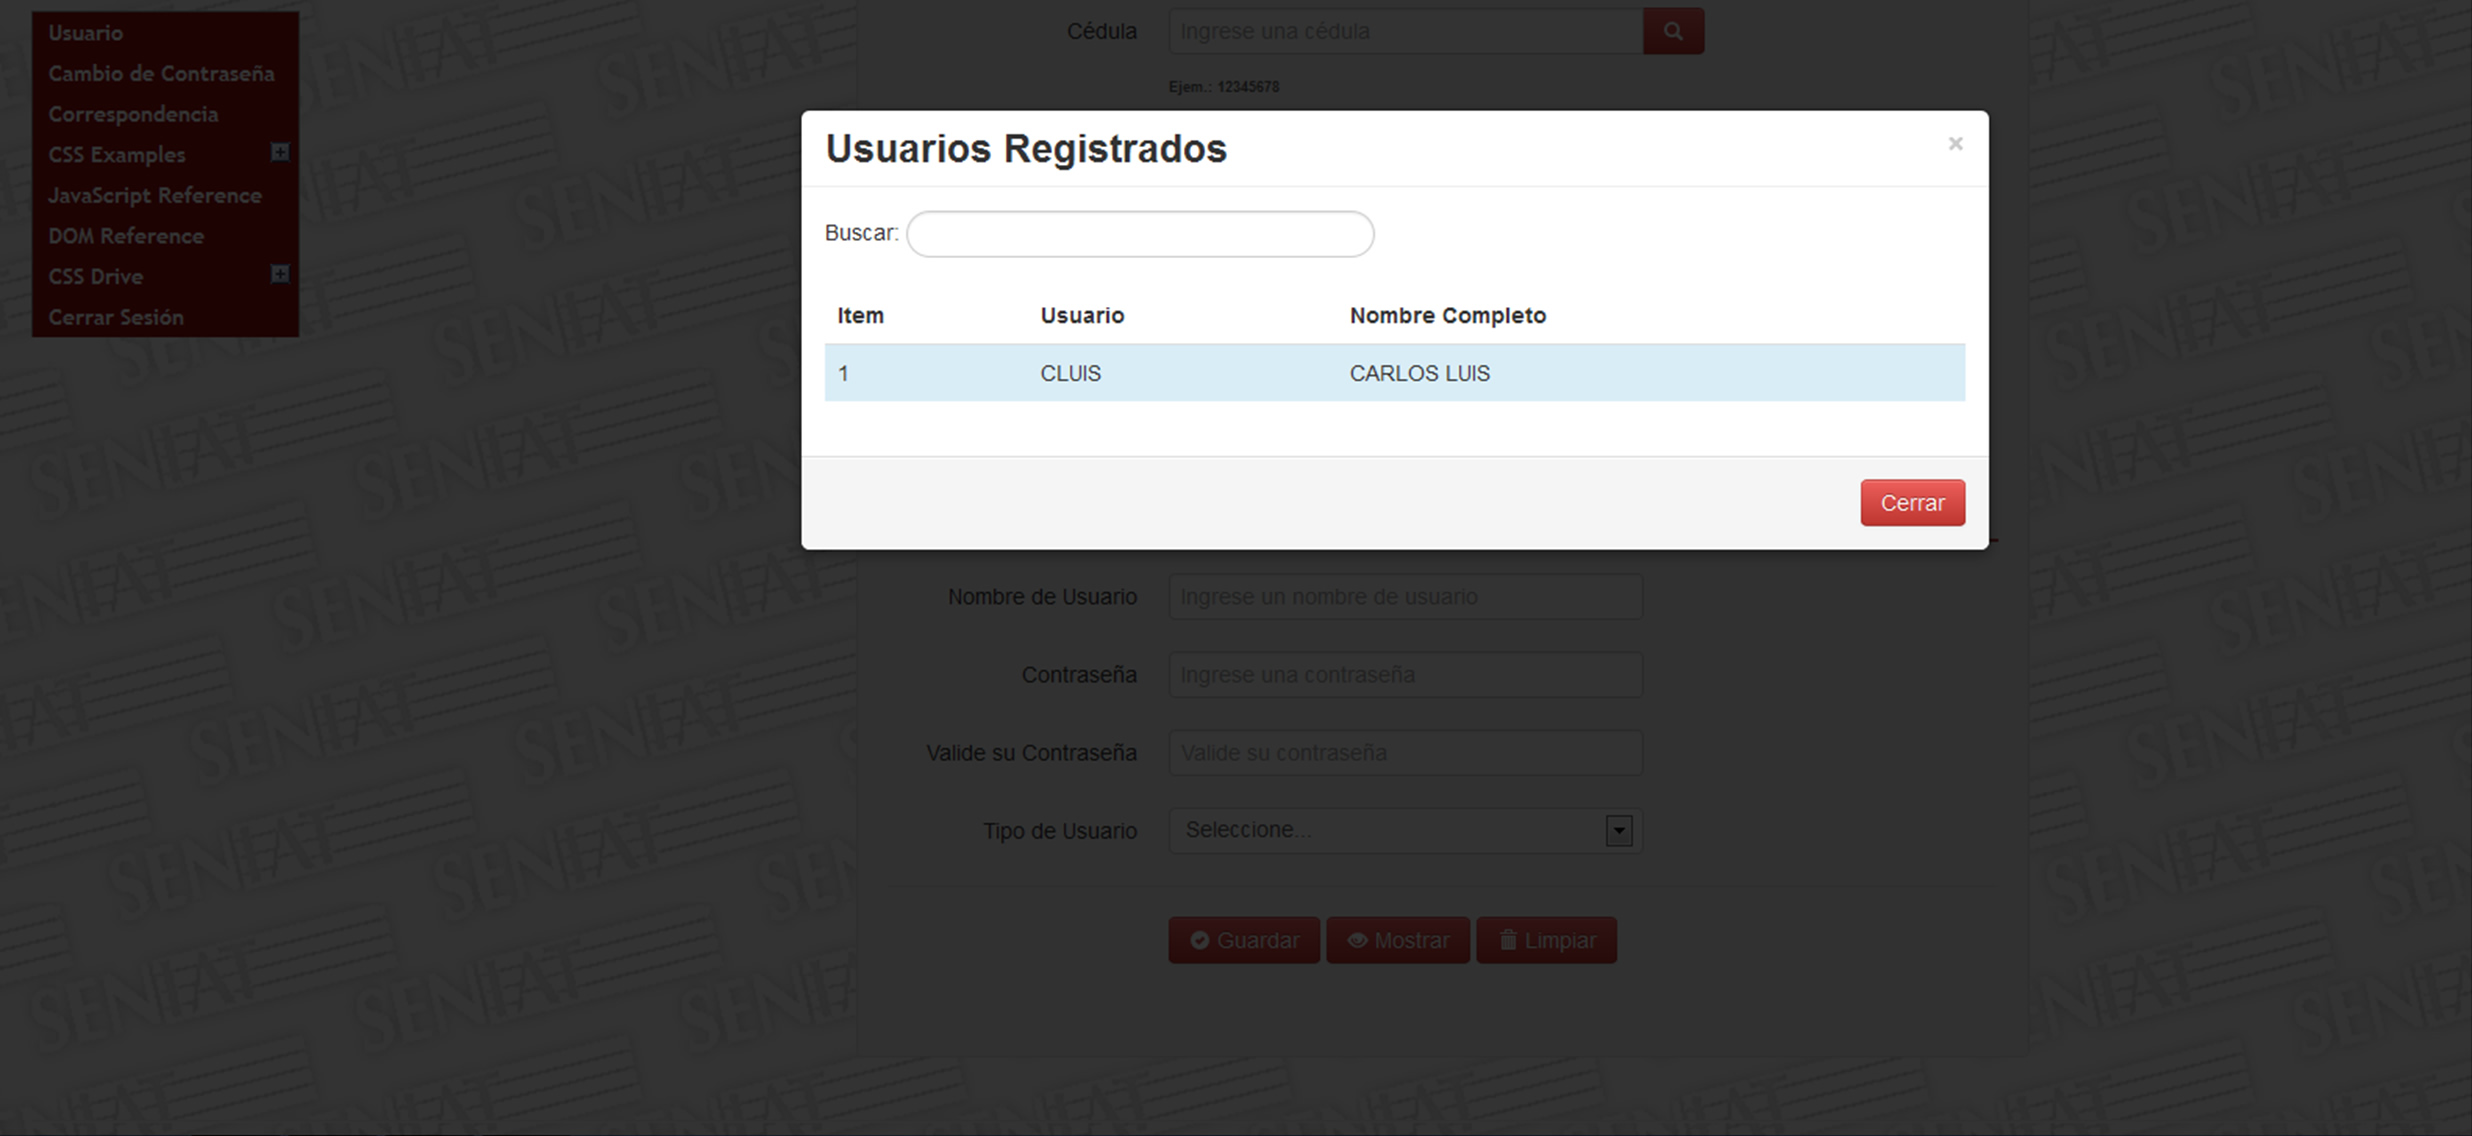 Usuario
Cambio de Contraseña
Correspondencia
CSS Examples
JavaScript Reference
DOM Reference
CSS Drive
Cerrar Sesión
Cédula Ingrese una cédula
Ejem.: 12345678
Usuarios Registrados ×
Buscar:
Item Usuario Nombre Completo
1 CLUIS CARLOS LUIS
Cerrar
Nombre de Usuario Ingrese un nombre de usuario
Contraseña Ingrese una contraseña
Valide su Contraseña Valide su contraseña
Tipo de Usuario Seleccione...
Guardar Mostrar Limpiar
SENIAT